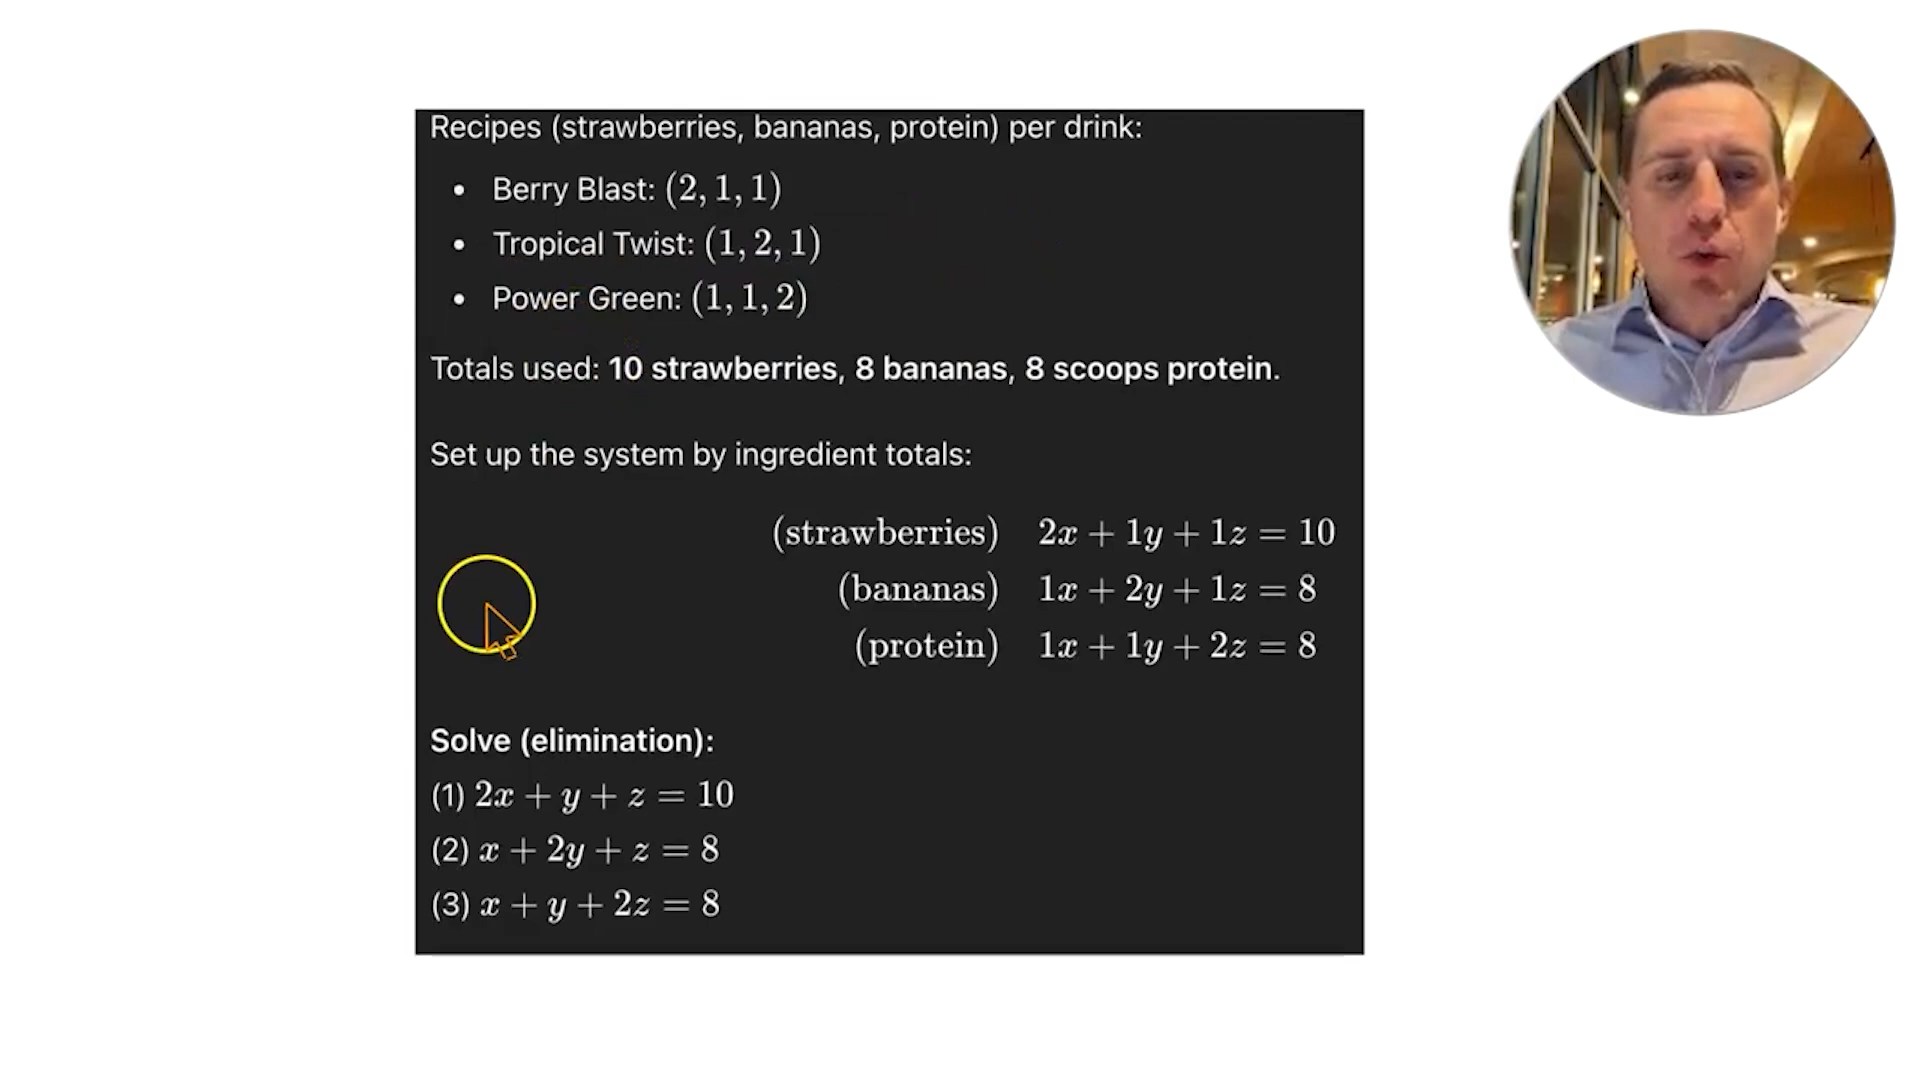 Recipes (strawberries, bananas, protein) per drink:
• Berry Blast: (2, 1, 1)
• Tropical Twist: (1, 2, 1)
• Power Green: (1, 1, 2)
Totals used: 10 strawberries, 8 bananas, 8 scoops protein.
Set up the system by ingredient totals:
(strawberries) 2x + 1y + 1z = 10
(bananas) 1x + 2y + 1z = 8
(protein) 1x + 1y + 2z = 8
Solve (elimination):
(1) 2x + y + z = 10
(2) x + 2y + z = 8
(3) x + y + 2z = 8